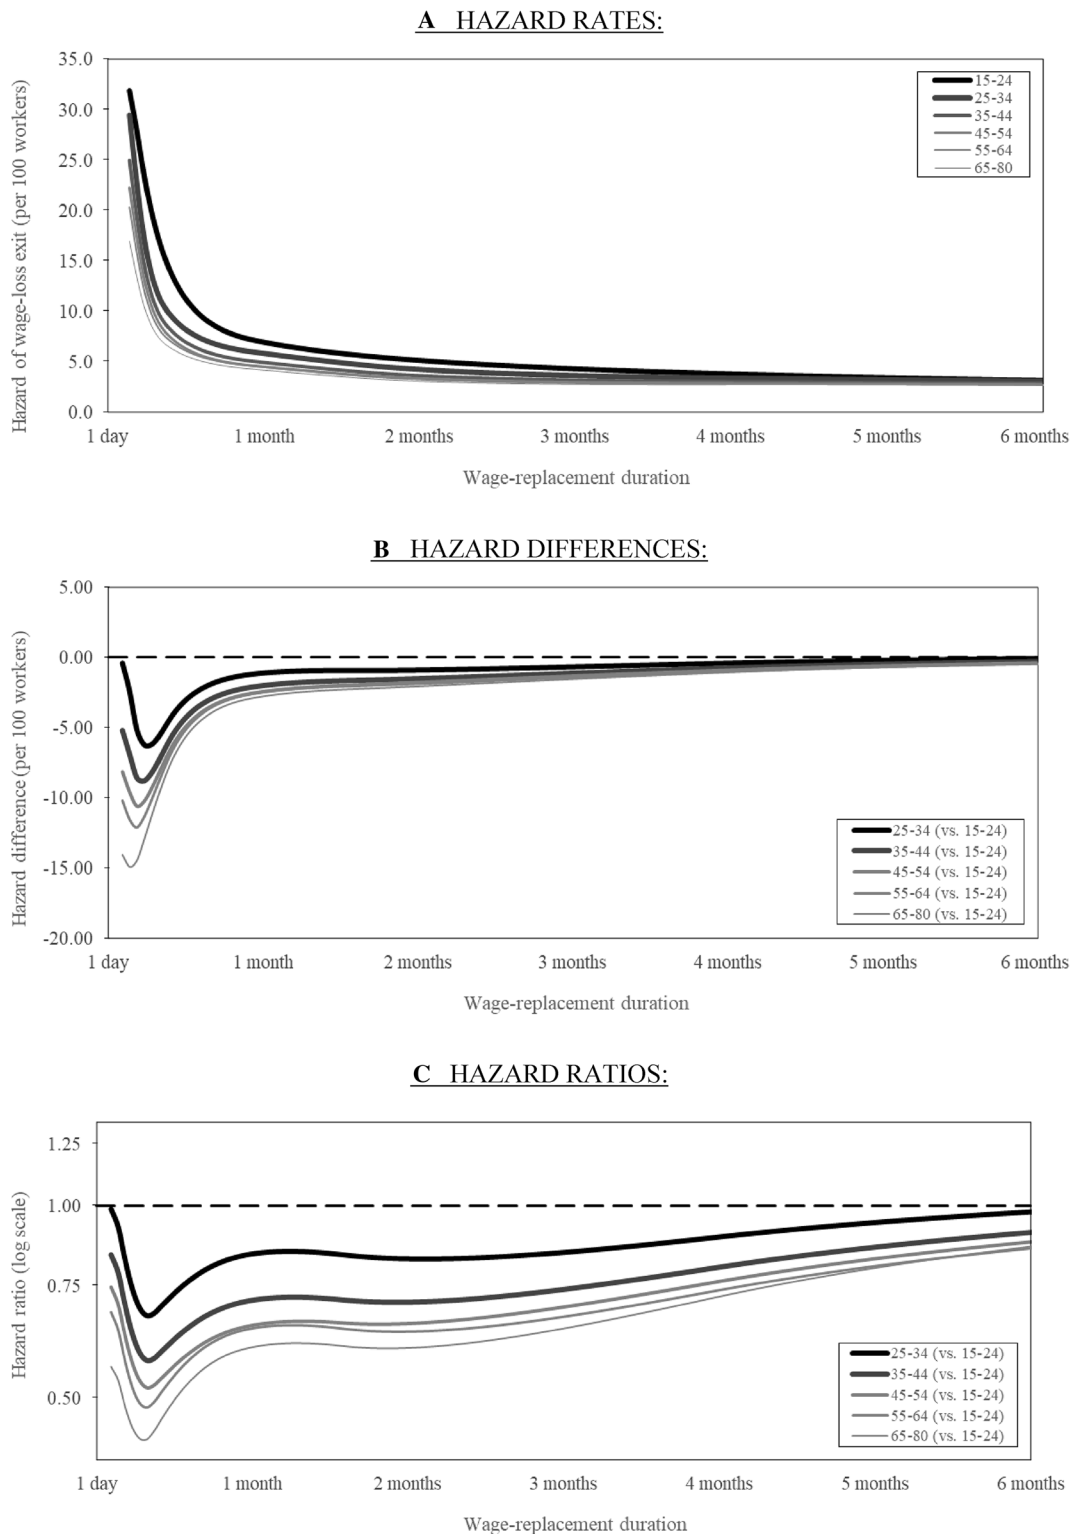 A HAZARD RATES:
35.0
30.0
25.0
20.0
15.0
10.0
5.0
0.0
Hazard of wage-loss exit (per 100 workers)
15-24
25-34
35-44
45-54
55-64
65-80
1 day 1 month 2 months 3 months 4 months 5 months 6 months
Wage-replacement duration
B HAZARD DIFFERENCES:
5.00
0.00
-5.00
-10.00
-15.00
-20.00
Hazard difference (per 100 workers)
25-34 (vs. 15-24)
35-44 (vs. 15-24)
45-54 (vs. 15-24)
55-64 (vs. 15-24)
65-80 (vs. 15-24)
1 day 1 month 2 months 3 months 4 months 5 months 6 months
Wage-replacement duration
C HAZARD RATIOS:
1.25
1.00
0.75
0.50
Hazard ratio (log scale)
25-34 (vs. 15-24)
35-44 (vs. 15-24)
45-54 (vs. 15-24)
55-64 (vs. 15-24)
65-80 (vs. 15-24)
1 day 1 month 2 months 3 months 4 months 5 months 6 months
Wage-replacement duration